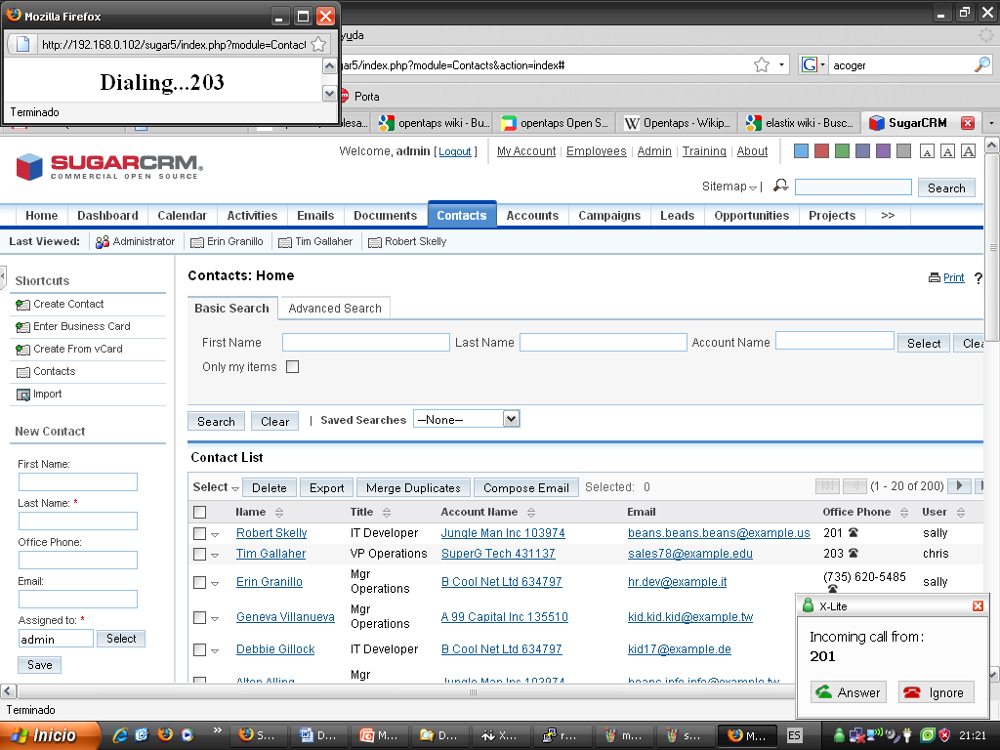 Mozilla Firefox
http://192.168.0.102/sugar5/index.php?module=Contact
Dialing...203
Terminado
yuda
gar5/index.php?module=Contacts&action=index#
acoger
Porta
opentaps wiki - Bu...
opentaps Open S...
Opentaps - Wikip...
elastix wiki - Busc...
SugarCRM
SUGARCRM.
COMMERCIAL OPEN SOURCE
Welcome, admin [ Logout ]
My Account
Employees
Admin
Training
About
A A A
Sitemap
Search
Home
Dashboard
Calendar
Activities
Emails
Documents
Contacts
Accounts
Campaigns
Leads
Opportunities
Projects
>>
Last Viewed:
Administrator
Erin Granillo
Tim Gallaher
Robert Skelly
Shortcuts
Create Contact
Enter Business Card
Create From vCard
Contacts
Import
New Contact
First Name:
Last Name: *
Office Phone:
Email:
Assigned to: *
admin
Select
Save
Contacts: Home
Print
?
Basic Search
Advanced Search
First Name
Last Name
Account Name
Select
Clea
Only my items
Search
Clear
| Saved Searches
--None--
Contact List
Select
Delete
Export
Merge Duplicates
Compose Email
Selected: 0
(1 - 20 of 200)
Name Title Account Name Email Office Phone User
Robert Skelly IT Developer Jungle Man Inc 103974 beans.beans.beans@example.us 201 sally
Tim Gallaher VP Operations SuperG Tech 431137 sales78@example.edu 203 chris
Erin Granillo Mgr Operations B Cool Net Ltd 634797 hr.dev@example.it (735) 620-5485 sally
Geneva Villanueva Mgr Operations A 99 Capital Inc 135510 kid.kid.kid@example.tw
Debbie Gillock IT Developer B Cool Net Ltd 634797 kid17@example.de
Alton Alling Mgr Jungle Man Inc 103974 beans.info.info@example.tw
X-Lite
Incoming call from:
201
Answer
Ignore
Terminado
Inicio
S...
D...
M...
D...
X...
r...
m...
s...
M...
ES
21:21